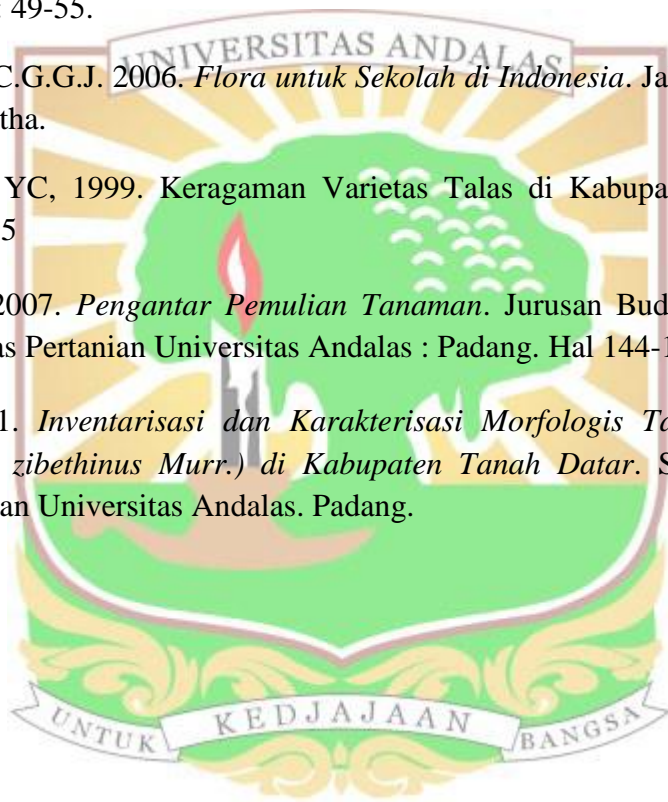 49-55.
UNIVERSITAS ANDALAS
C.G.G.J. 2006. Flora untuk Sekolah di Indonesia. Ja
tha.
YC, 1999. Keragaman Varietas Talas di Kabupa
5
2007. Pengantar Pemulian Tanaman. Jurusan Bud
as Pertanian Universitas Andalas : Padang. Hal 144-1
1. Inventarisasi dan Karakterisasi Morfologis Ta
zibethinus Murr.) di Kabupaten Tanah Datar. S
an Universitas Andalas. Padang.
UNTUK KEDJAJAAN BANGSA